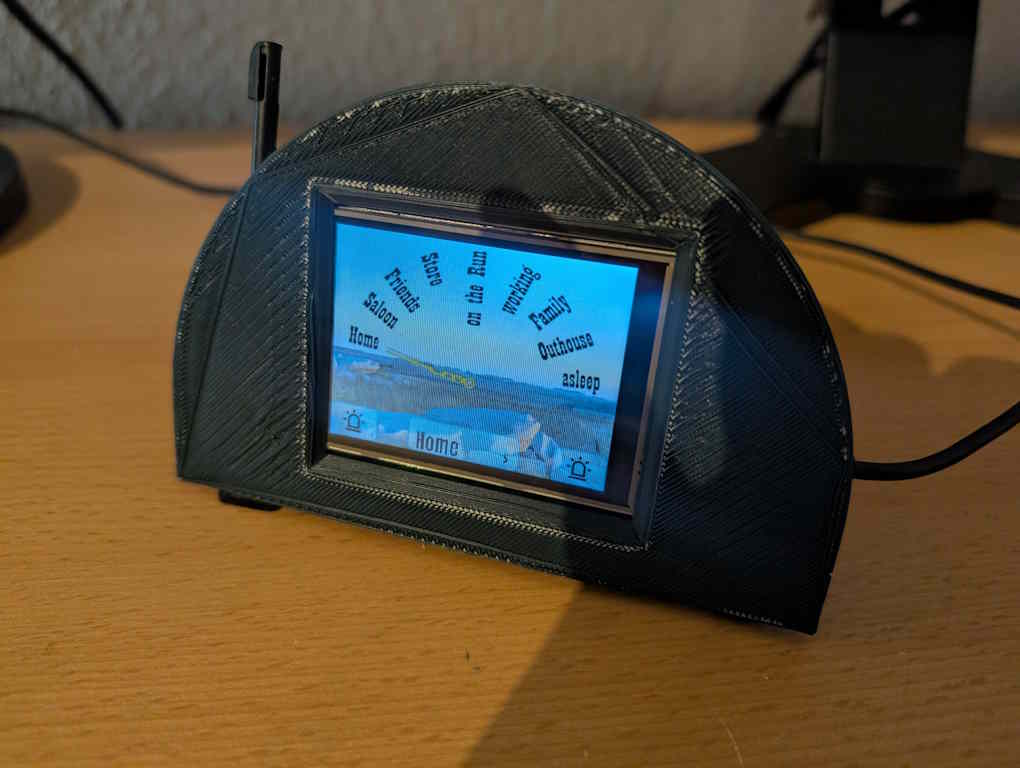 Home
Saloon
Friends
Store
on the Run
working
Family
Outhouse
asleep
Home